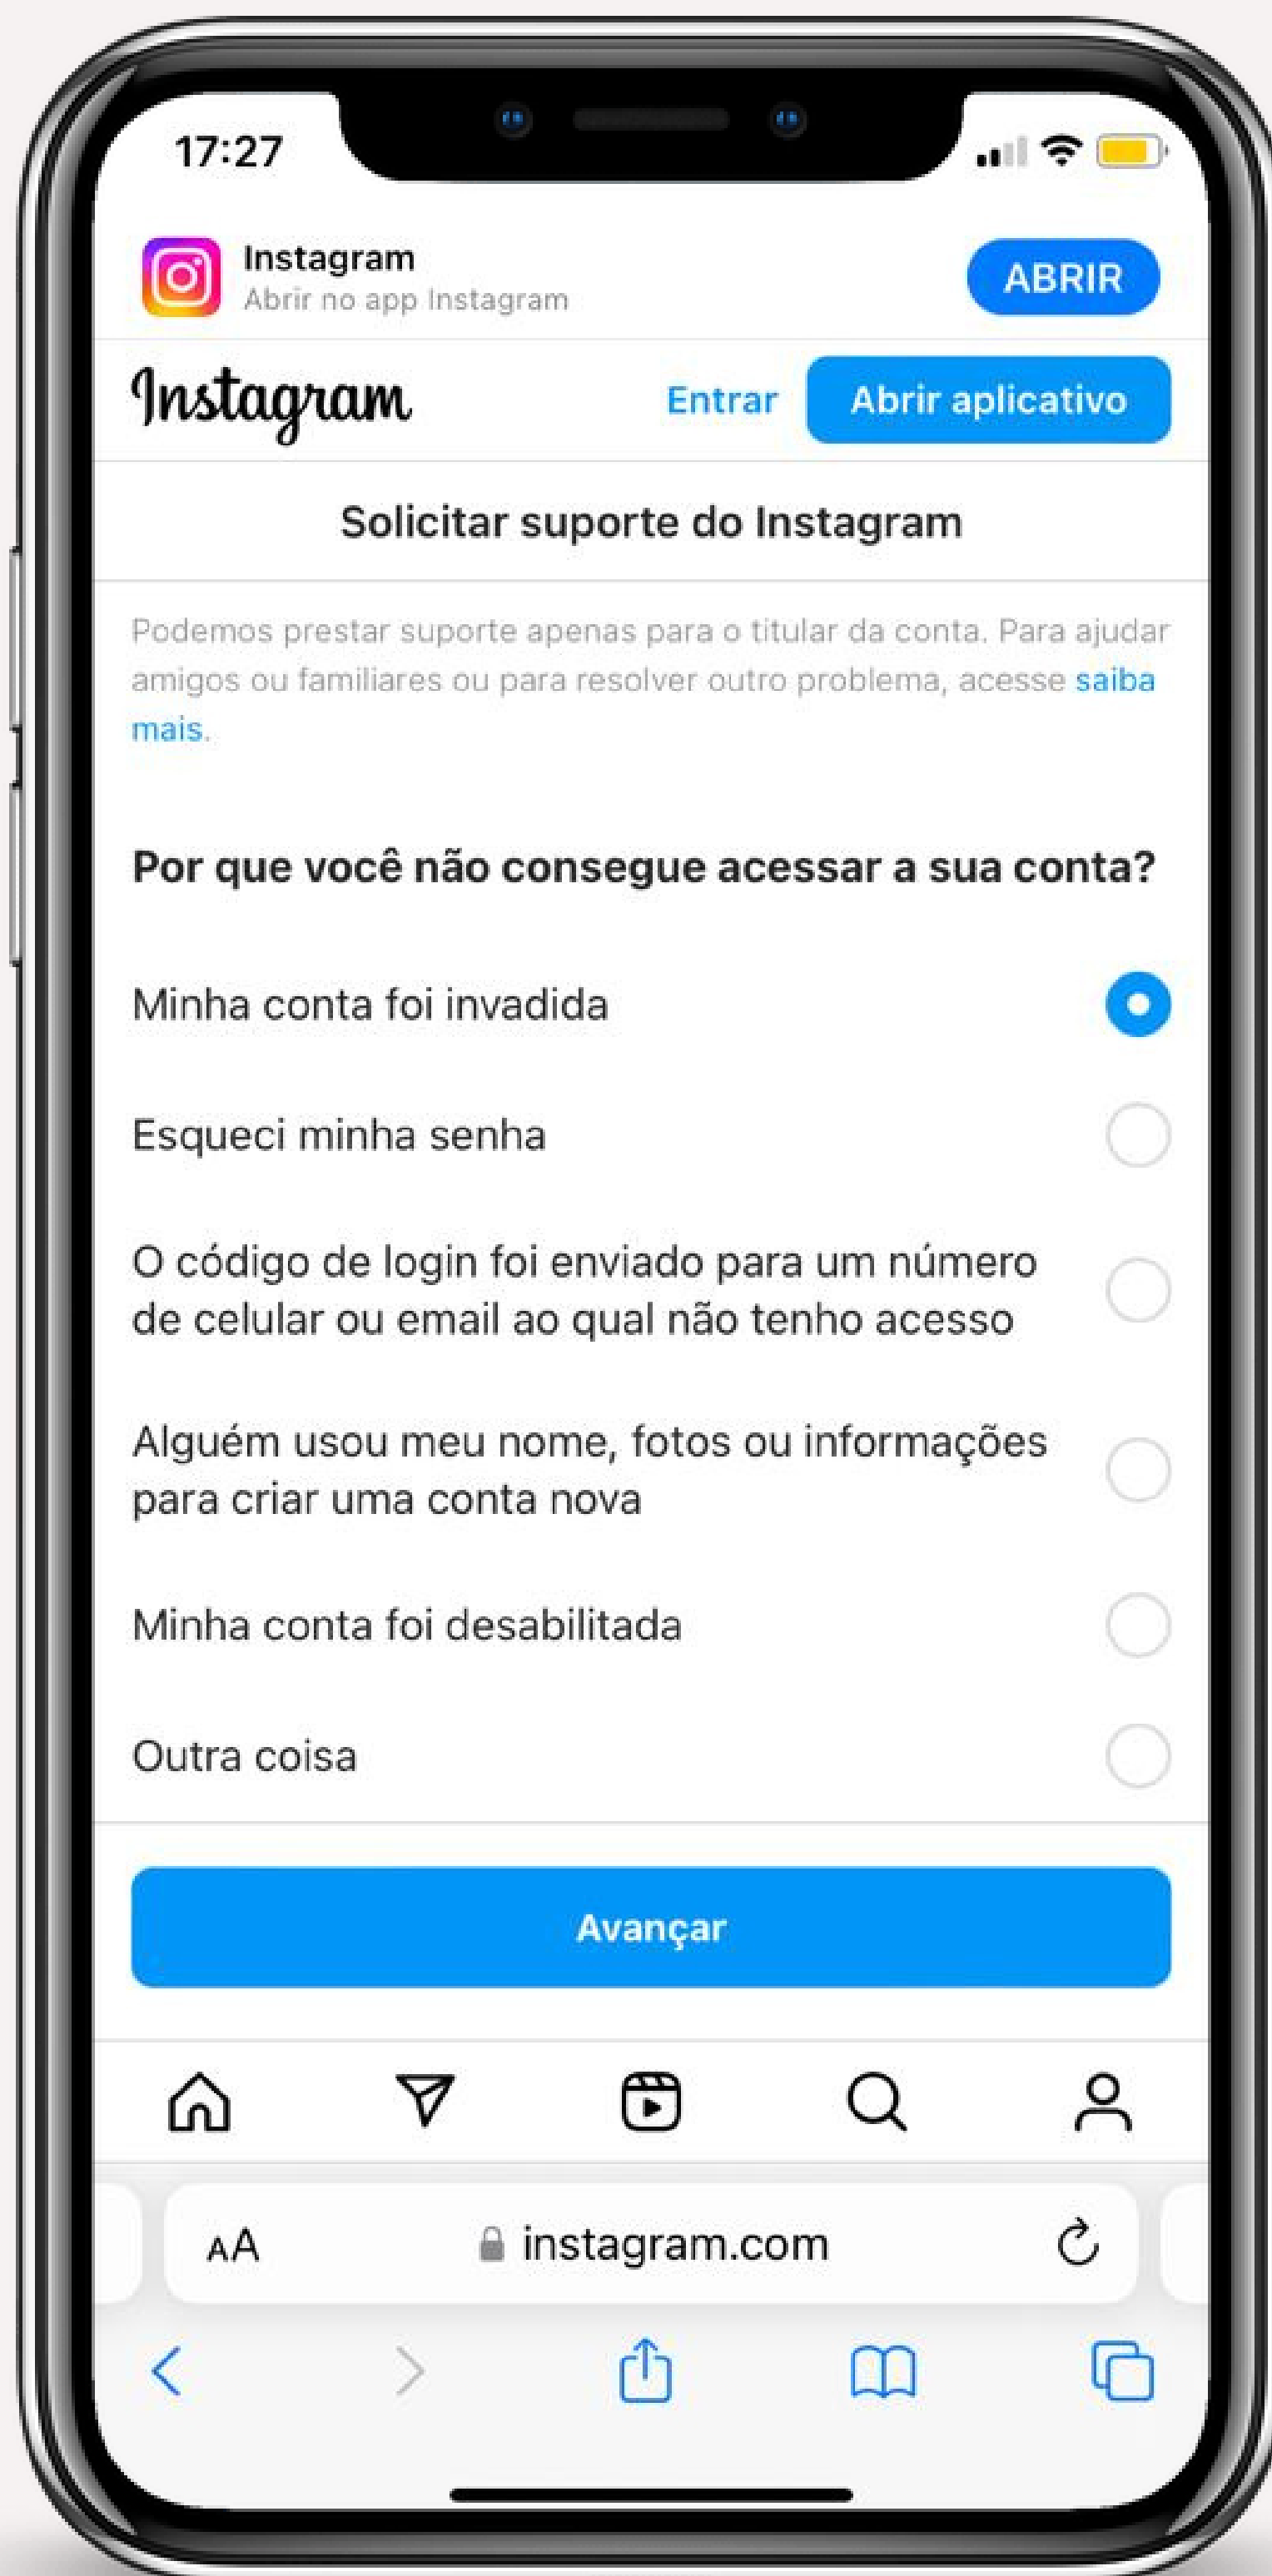 17:27
Instagram
Abrir no app Instagram
ABRIR
Instagram
Entrar
Abrir aplicativo
Solicitar suporte do Instagram
Podemos prestar suporte apenas para o titular da conta. Para ajudar
amigos ou familiares ou para resolver outro problema, acesse saiba
mais.
Por que você não consegue acessar a sua conta?
Minha conta foi invadida
Esqueci minha senha
O código de login foi enviado para um número
de celular ou email ao qual não tenho acesso
Alguém usou meu nome, fotos ou informações
para criar uma conta nova
Minha conta foi desabilitada
Outra coisa
Avançar
AA
instagram.com